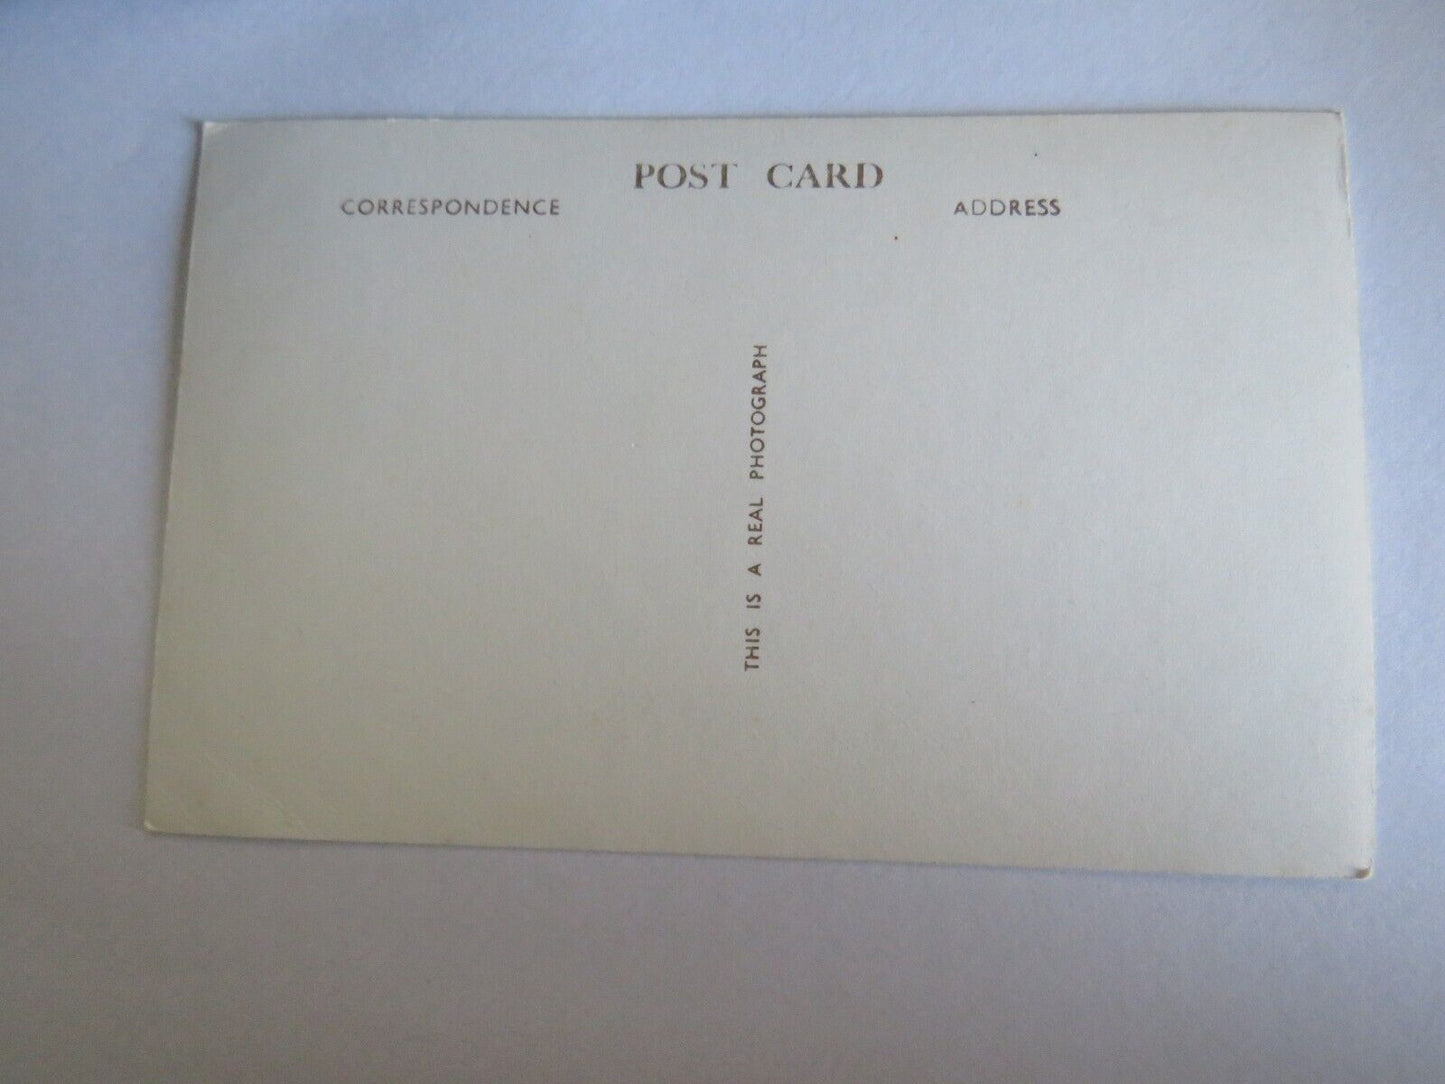 POST CARD
CORRESPONDENCE
ADDRESS
THIS IS A REAL PHOTOGRAPH